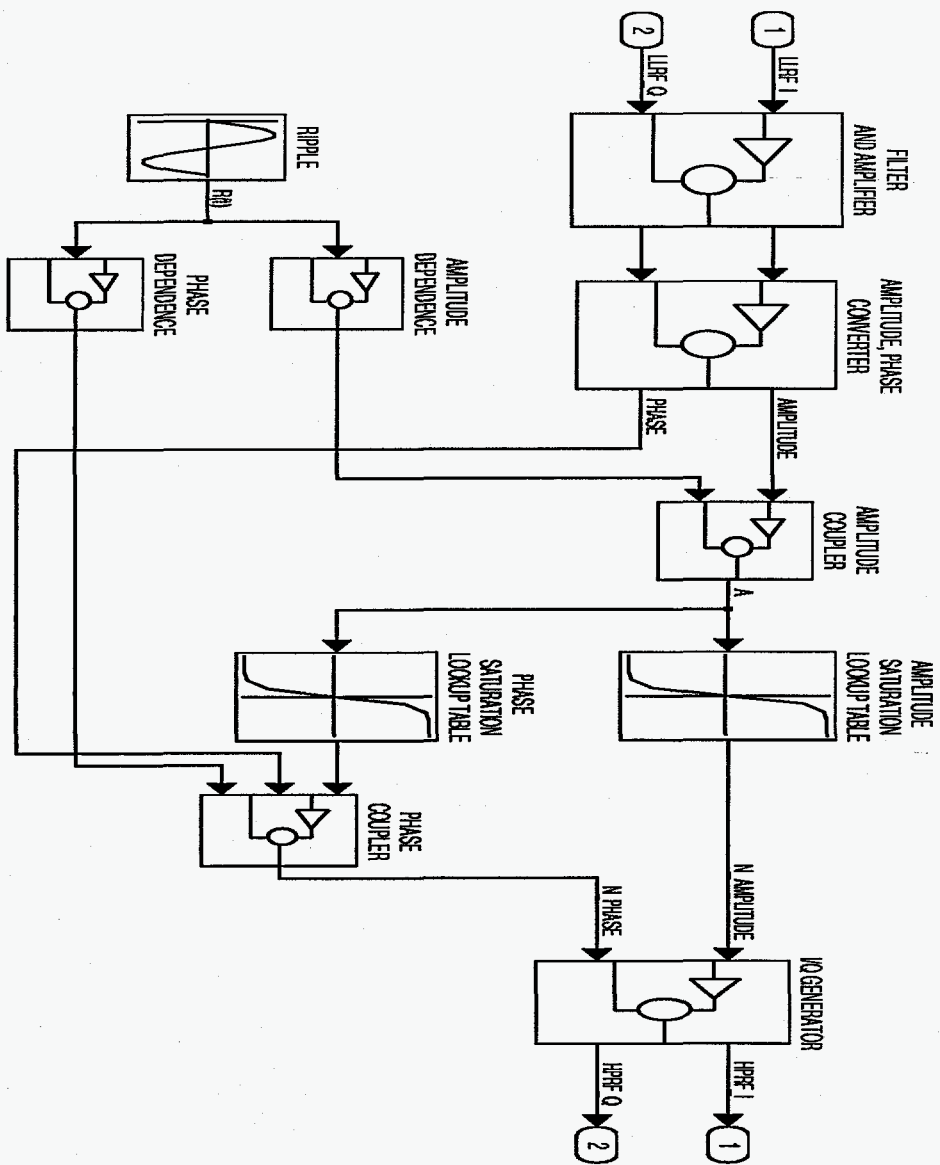 1
LLRF I
2
LLRF Q
FILTER
AND AMPLIFIER
AMPLITUDE, PHASE
CONVERTER
AMPLITUDE
PHASE
AMPLITUDE
COUPLER
A
AMPLITUDE
SATURATION
LOOKUP TABLE
N AMPLITUDE
I/Q GENERATOR
HPRF I
1
HPRF Q
2
PHASE
SATURATION
LOOKUP TABLE
PHASE
COUPLER
N PHASE
RIPPLE
R(t)
AMPLITUDE
DEPENDENCE
PHASE
DEPENDENCE